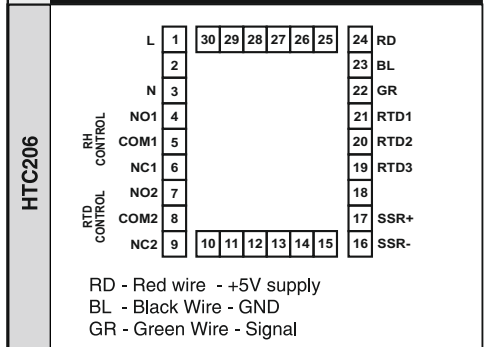 HTC206
L 1 30 29 28 27 26 25 24 RD
2 23 BL
N 3 22 GR
NO1 4 21 RTD1
RH CONTROL
COM1 5 20 RTD2
NC1 6 19 RTD3
NO2 7 18
RTD CONTROL
COM2 8 17 SSR+
NC2 9 10 11 12 13 14 15 16 SSR-
RD - Red wire - +5V supply
BL - Black Wire - GND
GR - Green Wire - Signal